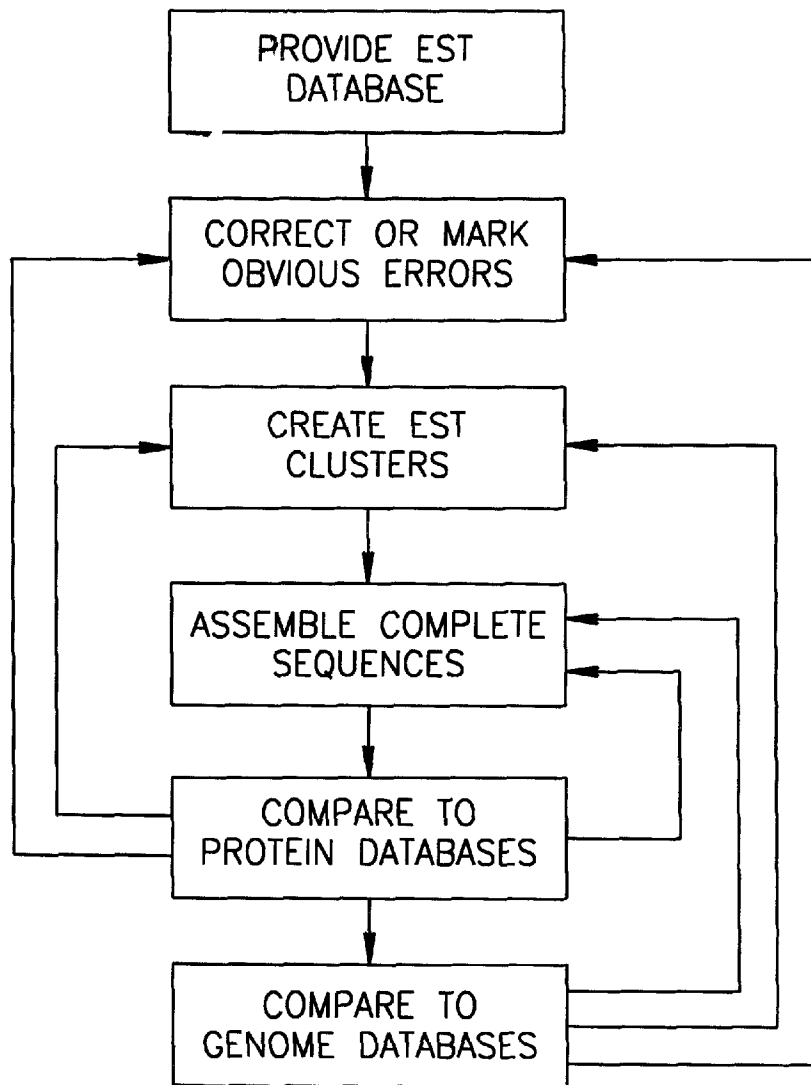 PROVIDE EST
DATABASE
CORRECT OR MARK
OBVIOUS ERRORS
CREATE EST
CLUSTERS
ASSEMBLE COMPLETE
SEQUENCES
COMPARE TO
PROTEIN DATABASES
COMPARE TO
GENOME DATABASES